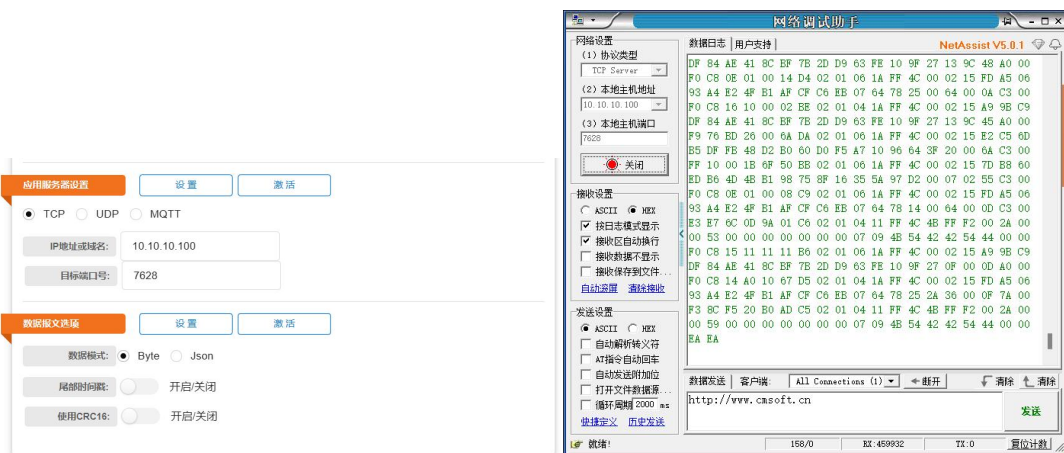 应用服务器设置 设 置 激 活
TCP UDP MQTT
IP地址或域名: 10.10.10.100
目标端口号: 7628
数据报文选项 设 置 激 活
数据模式: Byte Json
尾部时间戳: 开启/关闭
使用CRC16: 开启/关闭
网络调试助手
网络设置
(1) 协议类型
TCP Server
(2) 本地主机地址
10.10.10.100
(3) 本地主机端口
7628
关闭
接收设置
ASCII HEX
按日志模式显示
接收区自动换行
接收数据不显示
接收保存到文件...
自动滚屏 清除接收
发送设置
ASCII HEX
自动解析转义符
AT指令自动回车
自动发送附加位
打开文件数据源...
循环周期 2000 ms
快捷定义 历史发送
数据日志 用户支持 NetAssist V5.0.1
DF 84 AE 41 8C BF 7B 2D D9 63 FE 10 9F 27 13 9C 48 A0 00
F0 C8 0E 01 00 14 D4 02 01 06 1A FF 4C 00 02 15 FD A5 06
93 A4 E2 4F B1 AF CF C6 EB 07 64 78 25 00 64 00 0A C3 00
F0 C8 16 10 00 02 BE 02 01 04 1A FF 4C 00 02 15 A9 9B C9
DF 84 AE 41 8C BF 7B 2D D9 63 FE 10 9F 27 13 9C 45 A0 00
F9 76 BD 26 00 6A DA 02 01 06 1A FF 4C 00 02 15 E2 C5 6D
B5 DF FB 48 D2 B0 60 D0 F5 A7 10 96 64 3F 20 00 6A C3 00
FF 10 00 1B 6F 50 BE 02 01 06 1A FF 4C 00 02 15 7D B8 60
ED B6 4D 4B B1 98 75 8F 16 35 5A 97 D2 00 07 02 55 C3 00
F0 C8 0E 01 00 08 C9 02 01 06 1A FF 4C 00 02 15 FD A5 06
93 A4 E2 4F B1 AF CF C6 EB 07 64 78 14 00 64 00 0D C3 00
E3 E7 6C 0D 9A 01 C6 02 01 04 11 FF 4C 4B FF F2 00 2A 00
00 53 00 00 00 00 00 00 00 07 09 4B 54 42 42 54 44 00 00
F0 C8 15 11 11 11 B6 02 01 06 1A FF 4C 00 02 15 A9 9B C9
DF 84 AE 41 8C BF 7B 2D D9 63 FE 10 9F 27 0F 00 0D A0 00
F0 C8 14 A0 10 67 D5 02 01 04 1A FF 4C 00 02 15 FD A5 06
93 A4 E2 4F B1 AF CF C6 EB 07 64 78 25 2A 36 00 0F 7A 00
F3 8C F5 20 B0 AD C5 02 01 04 11 FF 4C 4B FF F2 00 2A 00
00 59 00 00 00 00 00 00 00 07 09 4B 54 42 42 54 44 00 00
EA EA
数据发送 客户端: All Connections (1) 断开 清除 清除
http://www.cmsoft.cn
发送
就绪! 158/0 RX:459932 TX:0 复位计数